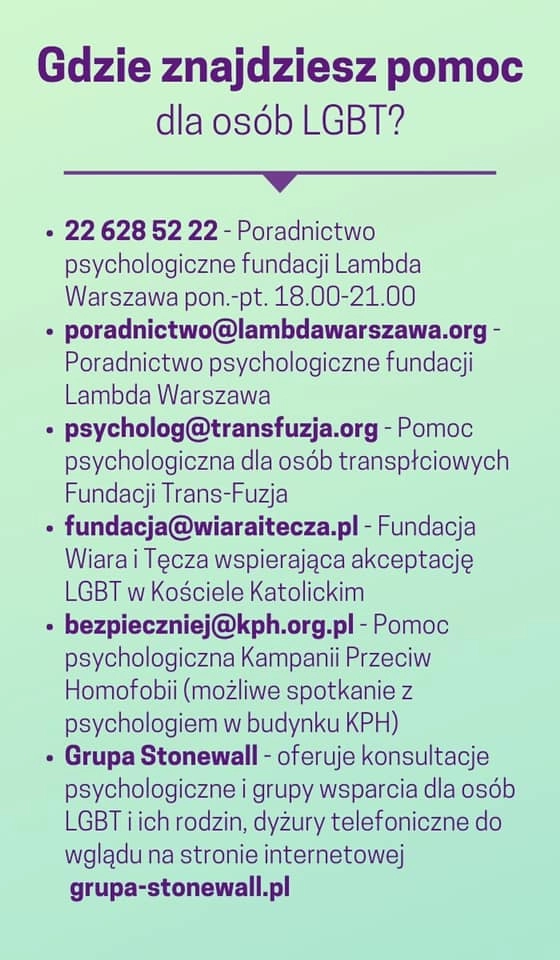 Gdzie znajdziesz pomoc
dla osób LGBT?
• 22 628 52 22 - Poradnictwo
psychologiczne fundacji Lambda
Warszawa pon.-pt. 18.00-21.00
• poradnictwo@lambdawarszawa.org -
Poradnictwo psychologiczne fundacji
Lambda Warszawa
• psycholog@transfuzja.org - Pomoc
psychologiczna dla osób transpłciowych
Fundacji Trans-Fuzja
• fundacja@wiaraitecza.pl - Fundacja
Wiara i Tęcza wspierająca akceptację
LGBT w Kościele Katolickim
• bezpieczniej@kph.org.pl - Pomoc
psychologiczna Kampanii Przeciw
Homofobii (możliwe spotkanie z
psychologiem w budynku KPH)
• Grupa Stonewall - oferuje konsultacje
psychologiczne i grupy wsparcia dla osób
LGBT i ich rodzin, dyżury telefoniczne do
wglądu na stronie internetowej
grupa-stonewall.pl